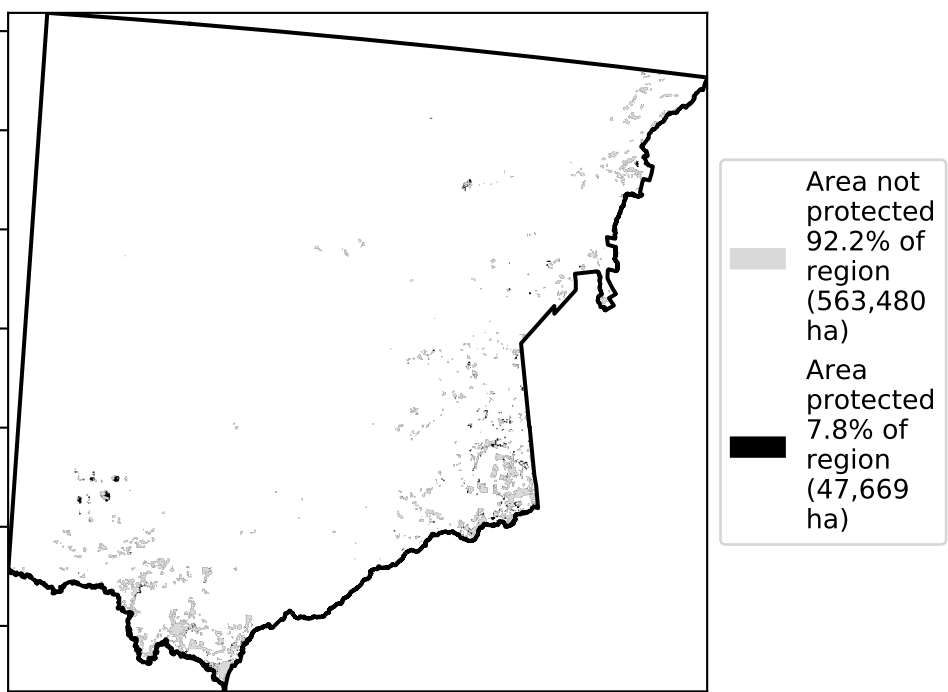 Area not
protected
92.2% of
region
(563,480
ha)
Area
protected
7.8% of
region
(47,669
ha)